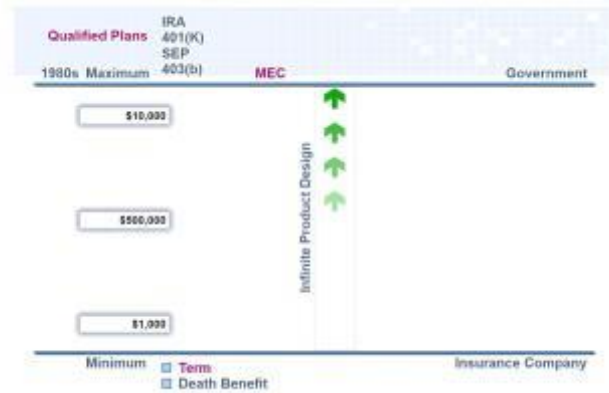 IRA
Qualified Plans 401(K)
SEP
1980s Maximum 403(b) MEC Government
$10,000
Infinite Product Design
$500,000
$1,000
Minimum Term Insurance Company
Death Benefit